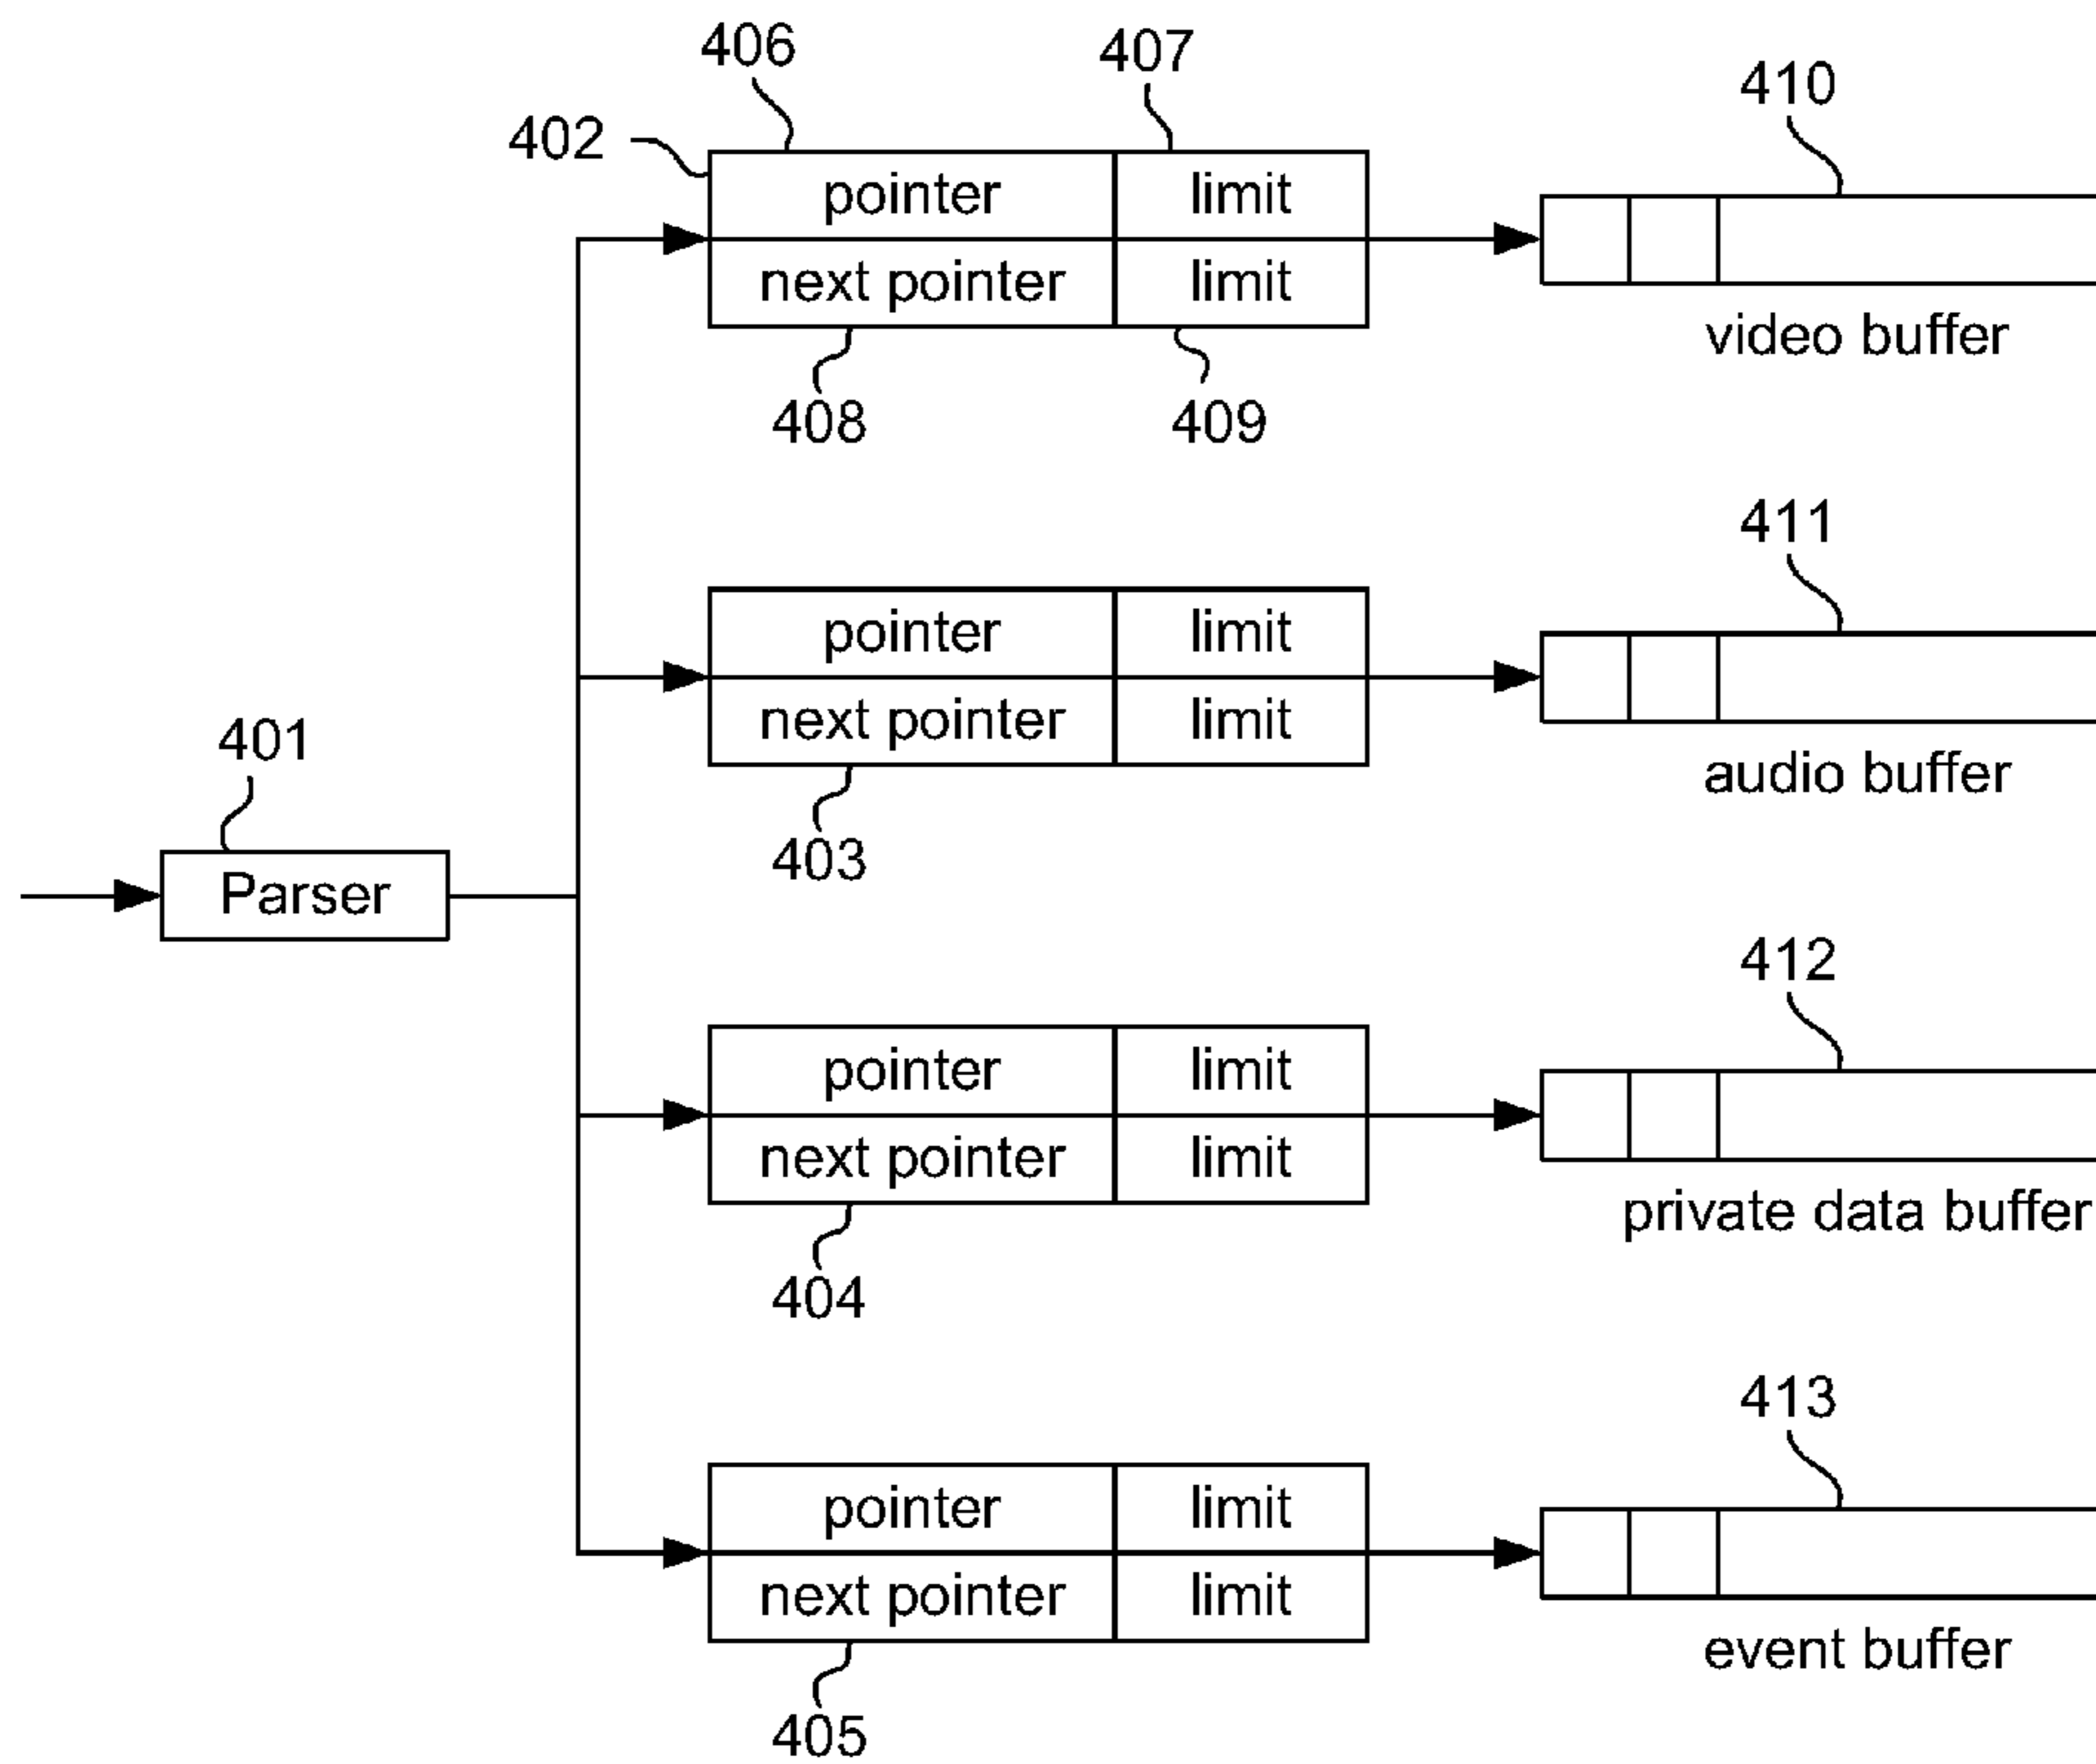 406
407
410
402
pointer
limit
next pointer
limit
video buffer
408
409
411
pointer
limit
next pointer
limit
audio buffer
401
403
Parser
412
pointer
limit
next pointer
limit
private data buffer
404
413
pointer
limit
next pointer
limit
event buffer
405